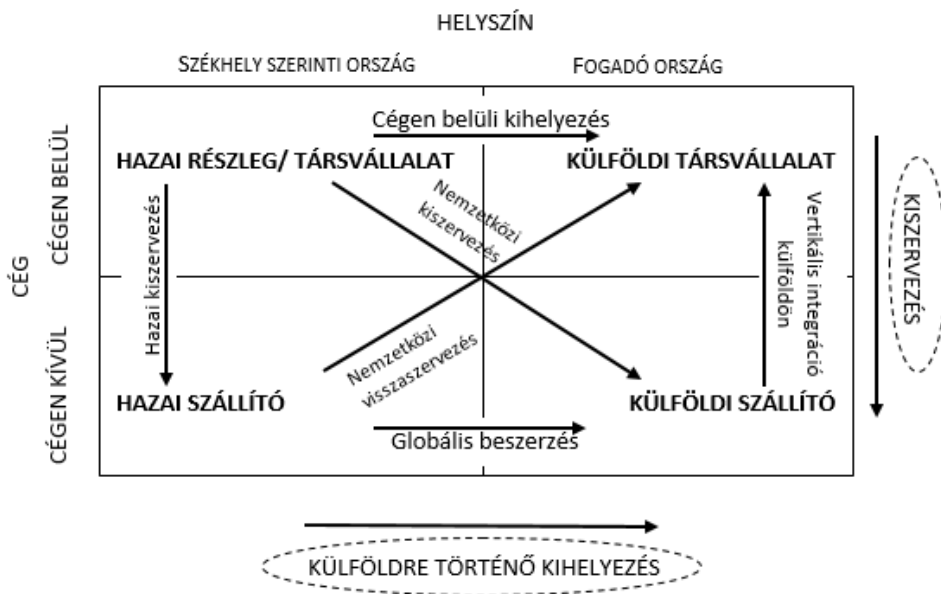 HELYSZÍN
SZÉKHELY SZERINTI ORSZÁG
FOGADÓ ORSZÁG
CÉG
CÉGEN BELÜL
CÉGEN KÍVÜL
Cégen belüli kihelyezés
HAZAI RÉSZLEG/ TÁRSVÁLLALAT
KÜLFÖLDI TÁRSVÁLLALAT
Hazai kiszervezés
Nemzetközi
kiszervezés
Nemzetközi
visszaszervezés
Vertikális integráció
külföldön
KISZERVEZÉS
HAZAI SZÁLLÍTÓ
KÜLFÖLDI SZÁLLÍTÓ
Globális beszerzés
KÜLFÖLDRE TÖRTÉNŐ KIHELYEZÉS